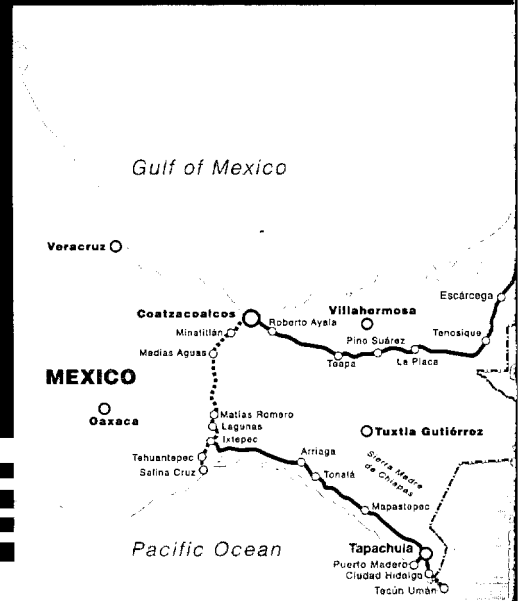 Gulf of Mexico
Veracruz
Escárcega
Coatzacoalcos
Villahermosa
Roberto Ayala
Minatitlán
Pino Suárez
Tenosique
Medias Aguas
Teapa
La Placa
MEXICO
Oaxaca
Matías Romero
Lagunas
Ixtepec
Tuxtla Gutiérrez
Tehuantepec
Salina Cruz
Arriaga
Sierra Madre
de Chiapas
Tonalá
Mapastepec
Pacific Ocean
Tapachula
Puerto Madero
Ciudad Hidalgo
Tecún Umán